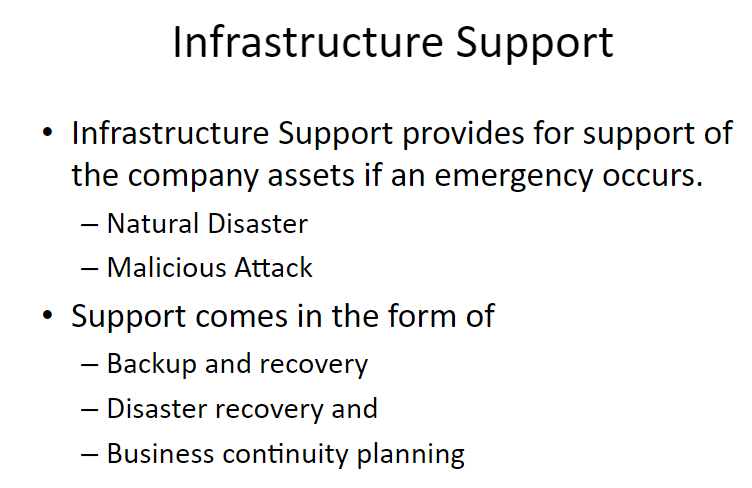 Infrastructure Support
• Infrastructure Support provides for support of
the company assets if an emergency occurs.
– Natural Disaster
– Malicious Attack
• Support comes in the form of
– Backup and recovery
– Disaster recovery and
– Business continuity planning